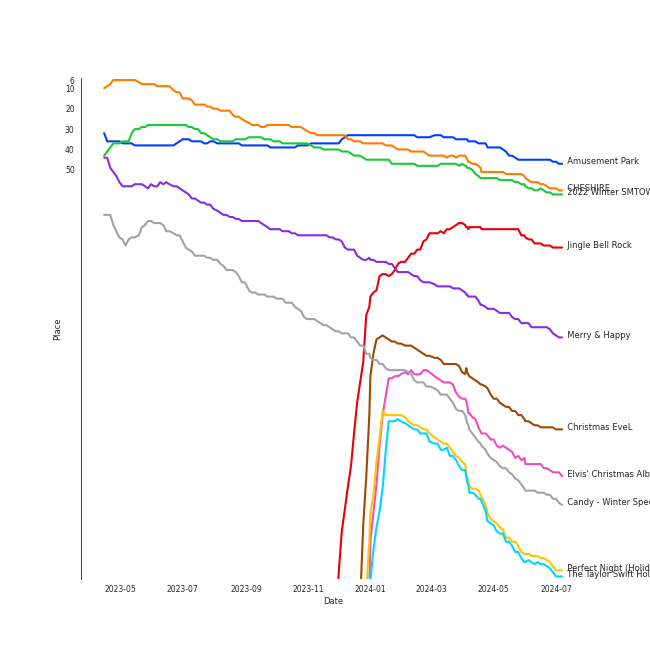 6
10
20
30
40
50
Place
Amusement Park
CHESHIRE
2022 Winter SMTOW
Jingle Bell Rock
Merry & Happy
Christmas EveL
Elvis' Christmas Alb
Candy - Winter Spe
Perfect Night (Holid
The Taylor Swift Hol
2023-05 2023-07 2023-09 2023-11 2024-01 2024-03 2024-05 2024-07
Date